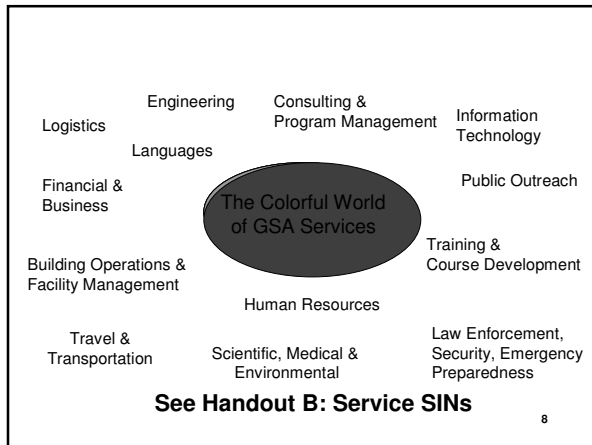 Engineering
Consulting &
Program Management
Information
Technology
Logistics
Languages
Public Outreach
Financial &
Business
The Colorful World
of GSA Services
Training &
Course Development
Building Operations &
Facility Management
Human Resources
Travel &
Transportation
Scientific, Medical &
Environmental
Law Enforcement,
Security, Emergency
Preparedness
See Handout B: Service SINs
8